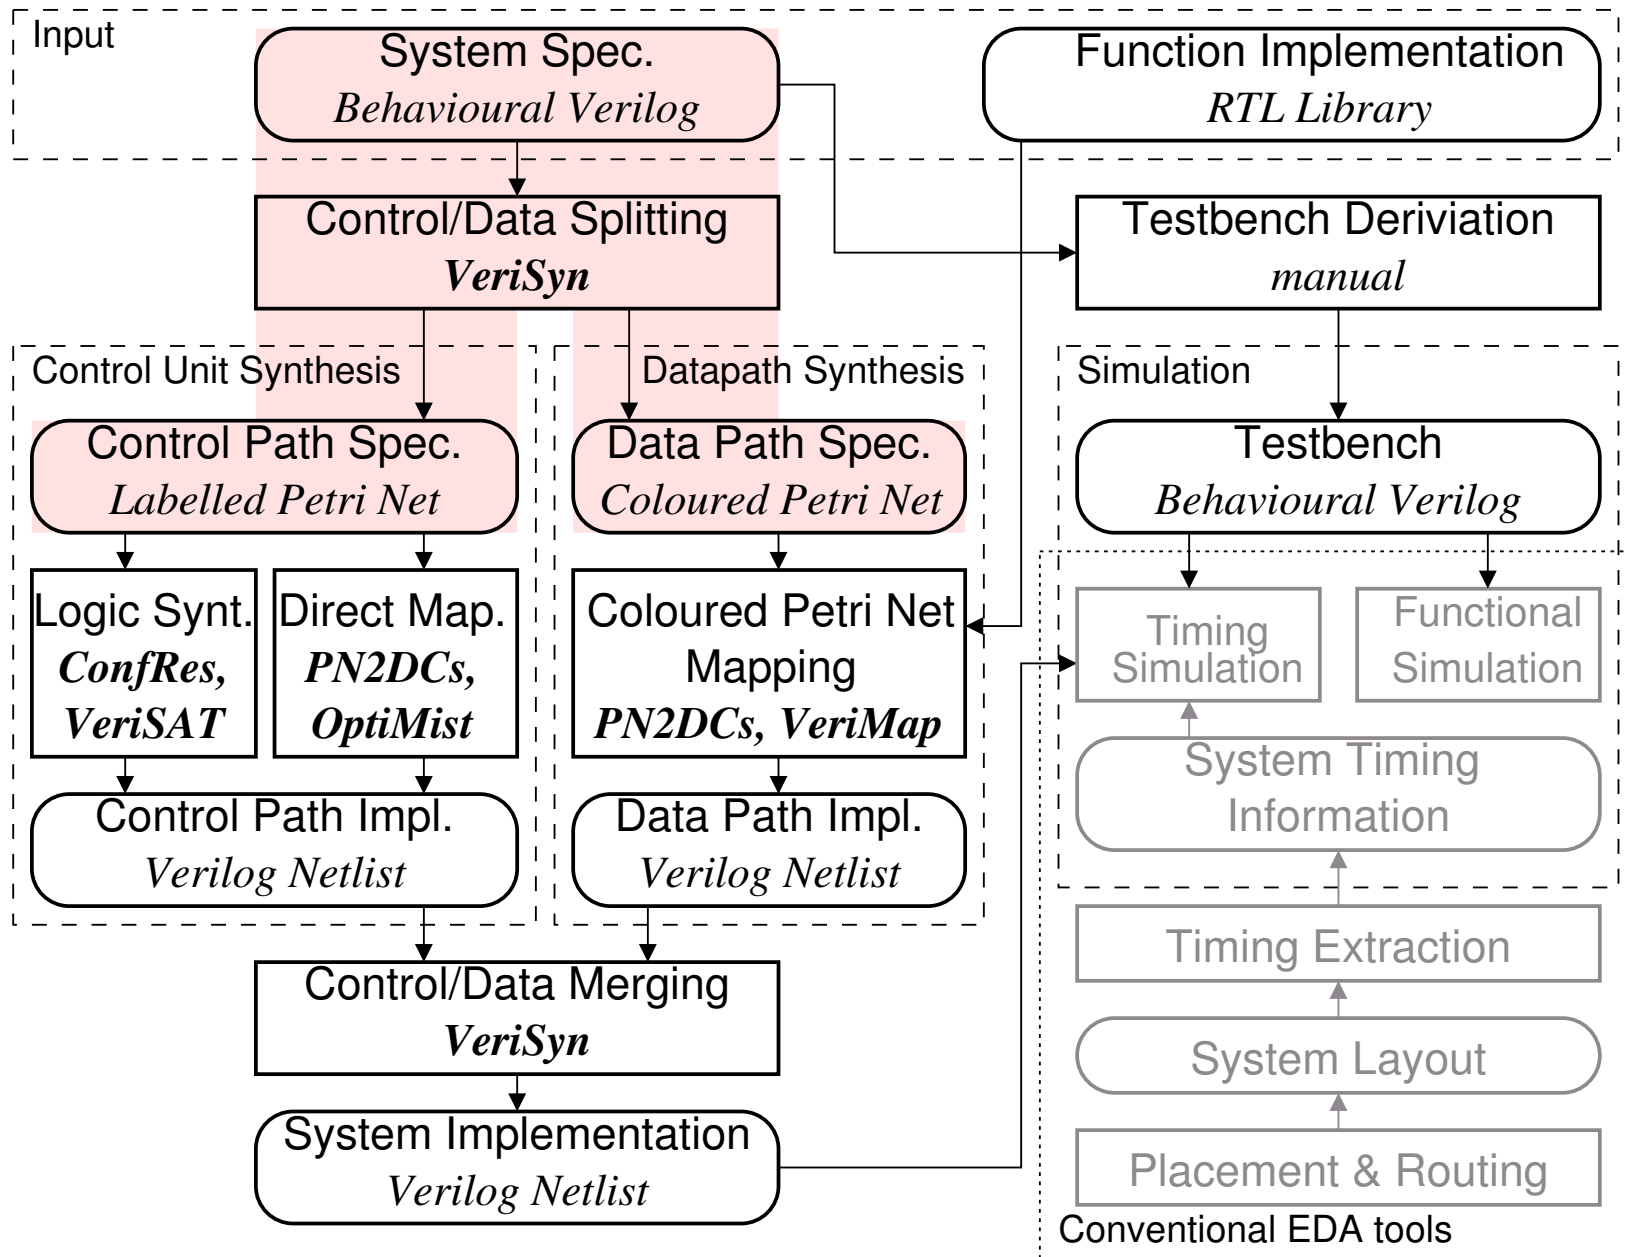 Input
System Spec.
Behavioural Verilog
Function Implementation
RTL Library
Control/Data Splitting
VeriSyn
Testbench Deriviation
manual
Control Unit Synthesis
Datapath Synthesis
Simulation
Control Path Spec.
Labelled Petri Net
Data Path Spec.
Coloured Petri Net
Testbench
Behavioural Verilog
Logic Synt.
ConfRes,
VeriSAT
Direct Map.
PN2DCs,
OptiMist
Coloured Petri Net
Mapping
PN2DCs, VeriMap
Timing
Simulation
Functional
Simulation
System Timing
Information
Control Path Impl.
Verilog Netlist
Data Path Impl.
Verilog Netlist
Timing Extraction
Control/Data Merging
VeriSyn
System Layout
System Implementation
Verilog Netlist
Placement & Routing
Conventional EDA tools